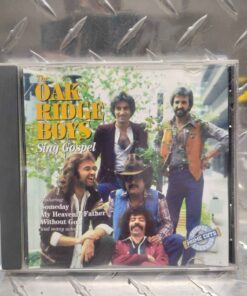 The
OAK
RIDGE
BOYS
Sing Gospel
Featuring
Someday
My Heavenly Father
Without God
And many more